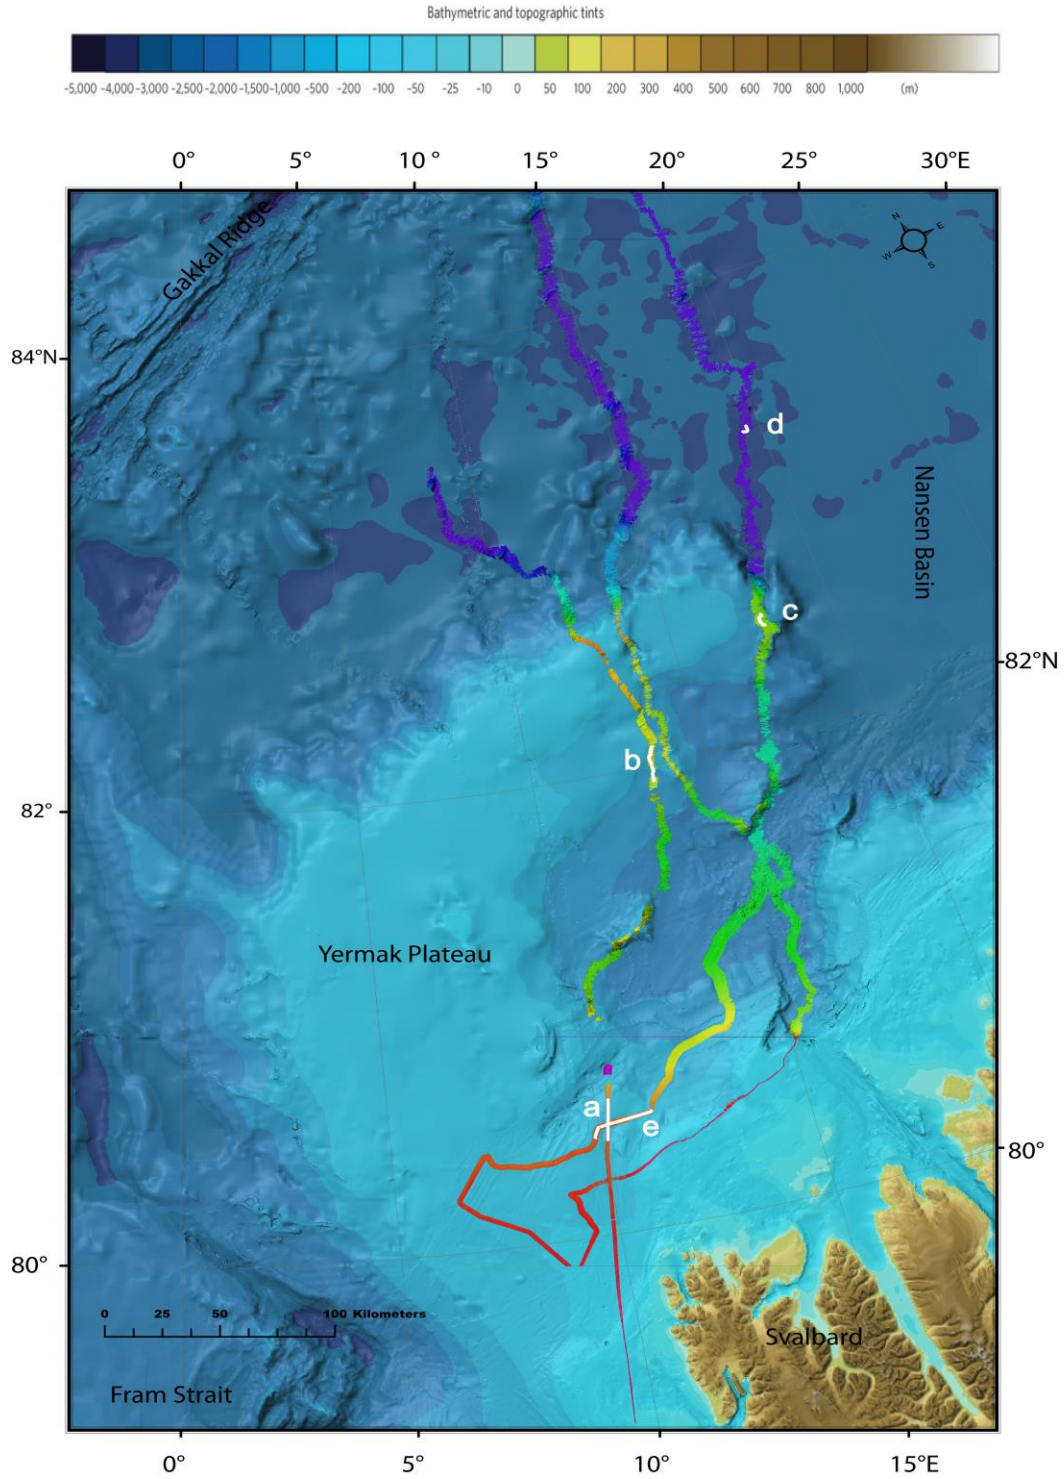 Bathymetric and topographic tints
-5,000 -4,000 -3,000 -2,500 -2,000 -1,500 -1,000 -500 -200 -100 -50 -25 -10 0 50 100 200 300 400 500 600 700 800 1,000 (m)
0° 5° 10° 15° 20° 25° 30°E
N
E
W
S
Gakkal Ridge
84°N
d
Nansen Basin
c
82°N
b
82°
Yermak Plateau
a
e
80°
80°
0 25 50 100 Kilometers
Svalbard
Fram Strait
0° 5° 10° 15°E